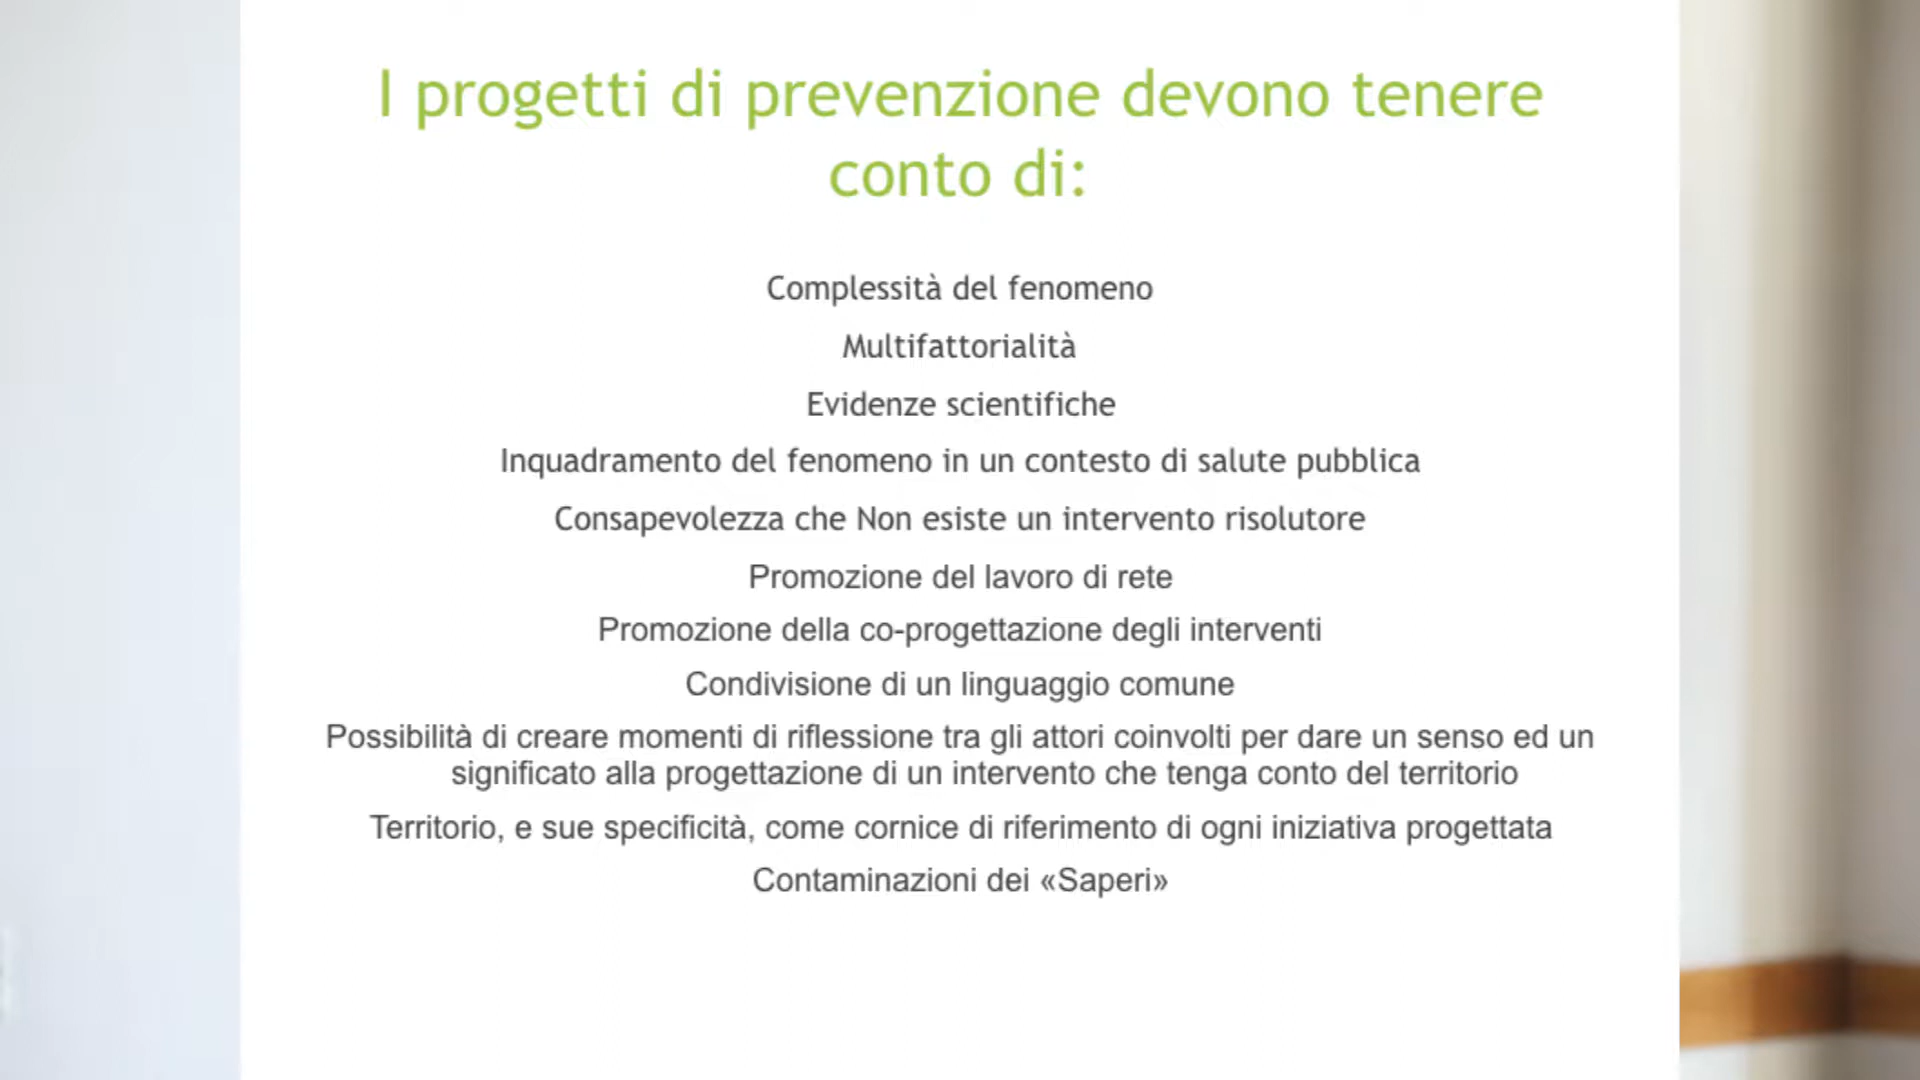 I progetti di prevenzione devono tenere
conto di:
Complessità del fenomeno
Multifattorialità
Evidenze scientifiche
Inquadramento del fenomeno in un contesto di salute pubblica
Consapevolezza che Non esiste un intervento risolutore
Promozione del lavoro di rete
Promozione della co-progettazione degli interventi
Condivisione di un linguaggio comune
Possibilità di creare momenti di riflessione tra gli attori coinvolti per dare un senso ed un
significato alla progettazione di un intervento che tenga conto del territorio
Territorio, e sue specificità, come cornice di riferimento di ogni iniziativa progettata
Contaminazioni dei «Saperi»